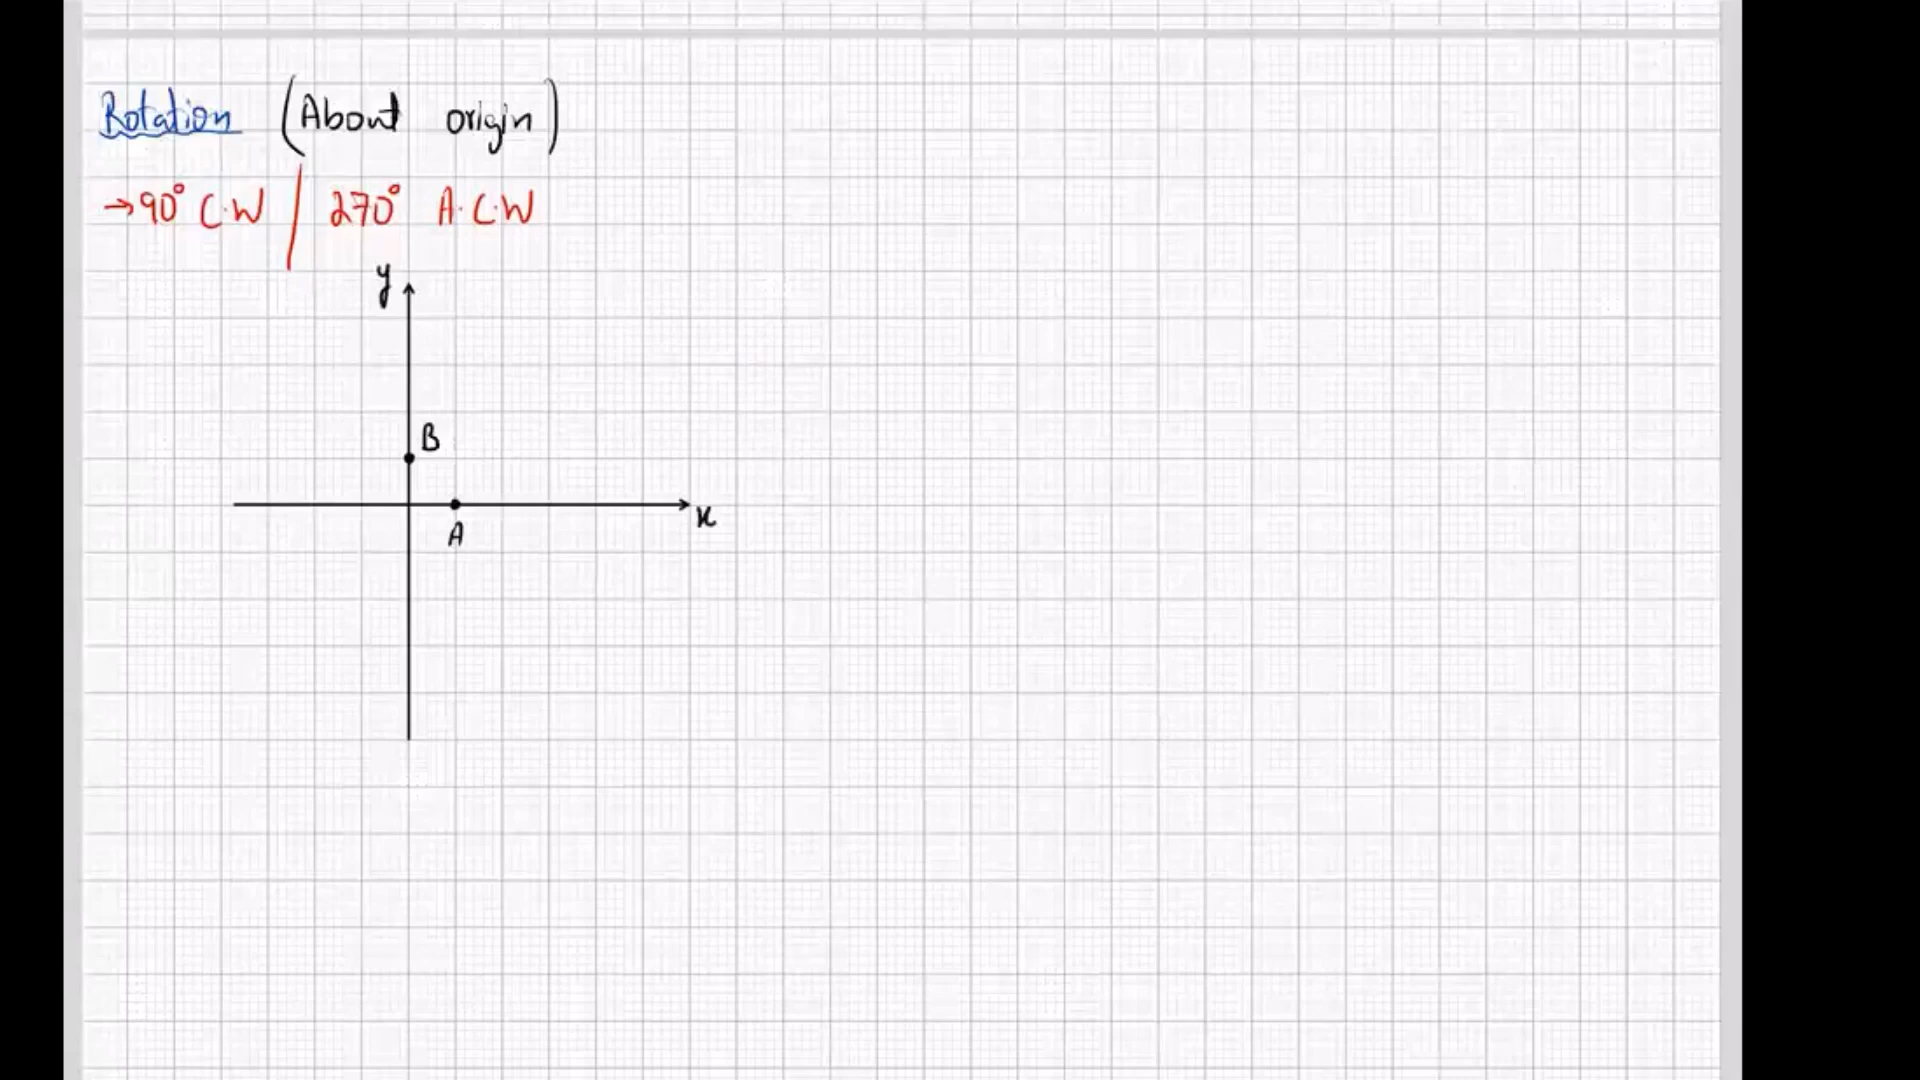 Rotation (About origin)
→90° C.W / 270° A.C.W
y
B
x
A